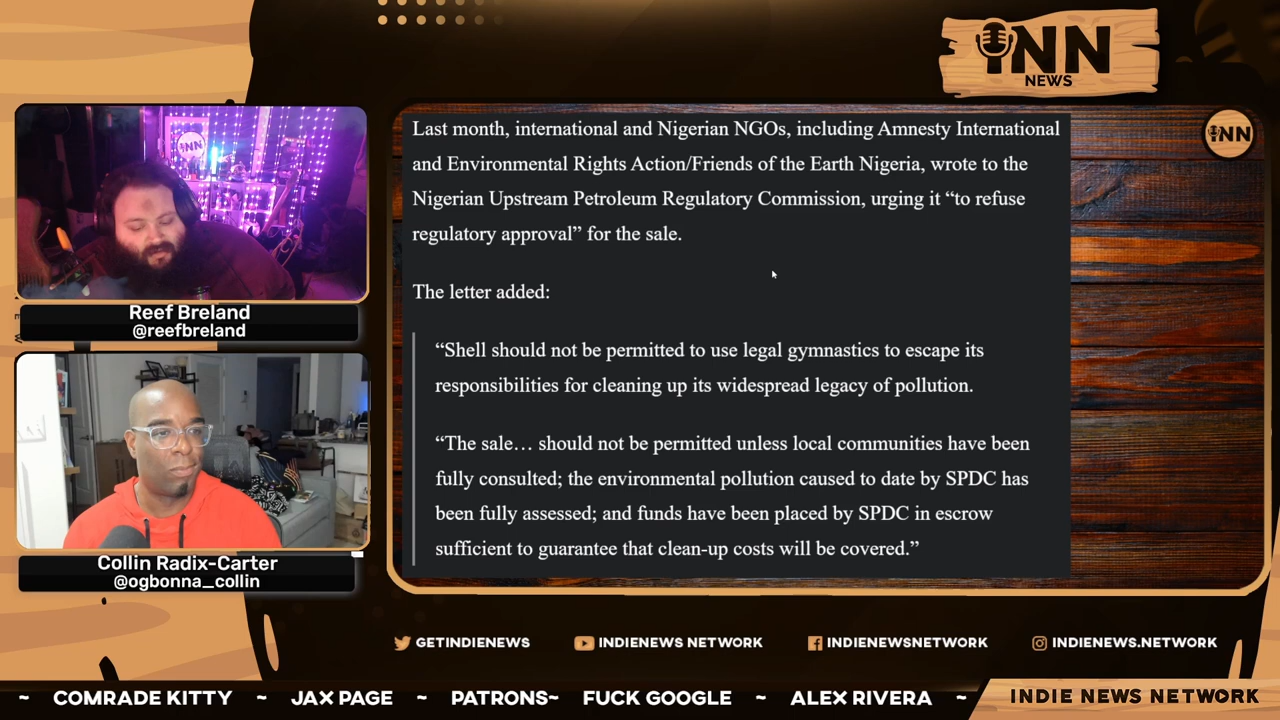 INN
NEWS
INN
INN
Last month, international and Nigerian NGOs, including Amnesty International
and Environmental Rights Action/Friends of the Earth Nigeria, wrote to the
Nigerian Upstream Petroleum Regulatory Commission, urging it “to refuse
regulatory approval” for the sale.
The letter added:
“Shell should not be permitted to use legal gymnastics to escape its
responsibilities for cleaning up its widespread legacy of pollution.
“The sale… should not be permitted unless local communities have been
fully consulted; the environmental pollution caused to date by SPDC has
been fully assessed; and funds have been placed by SPDC in escrow
sufficient to guarantee that clean-up costs will be covered.”
Reef Breland
@reefbreland
Collin Radix-Carter
@ogbonna_collin
GETINDIENEWS
INDIENEWS NETWORK
INDIENEWSNETWORK
INDIENEWS.NETWORK
~ COMRADE KITTY ~ JAX PAGE ~ PATRONS~ FUCK GOOGLE ~ ALEX RIVERA ~
INDIE NEWS NETWORK